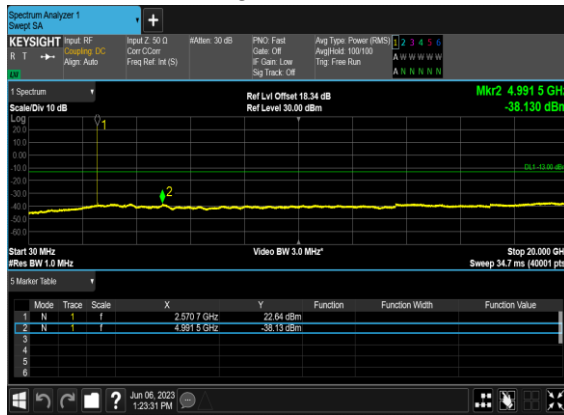 Spectrum Analyzer 1
Swept SA
+
KEYSIGHT Input: RF Input Z: 50 Ω #Atten: 30 dB PNO: Fast Avg Type: Power (RMS) 1 2 3 4 5 6
R T Coupling: DC Corr CCorr Gate: Off Avg|Hold: 100/100 A W W W W W
Align: Auto Freq Ref: Int (S) IF Gain: Low Trig: Free Run
LXI Sig Track: Off A N N N N N
1 Spectrum Ref Lvl Offset 18.34 dB Mkr2 4.991 5 GHz
Scale/Div 10 dB Ref Level 30.00 dBm -38.130 dBm
Log
1
20.0
10.0
0.00
-10.0
DL1 -13.00 dB
-20.0
2
-30.0
-40.0
-50.0
-60.0
Start 30 MHz Video BW 3.0 MHz* Stop 20.000 GH
#Res BW 1.0 MHz Sweep 34.7 ms (40001 pts
5 Marker Table
Mode Trace Scale X Y Function Function Width Function Value
1 N 1 f 2.570 7 GHz 22.64 dBm
2 N 1 f 4.991 5 GHz -38.13 dBm
3
4
5
6
? Jun 06, 2023
1:23:31 PM